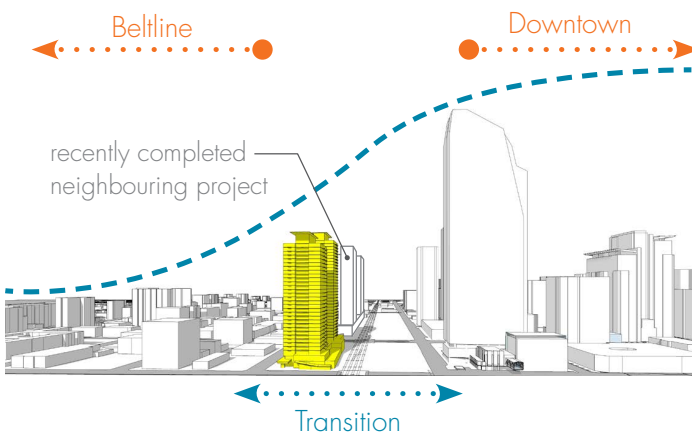 Beltline
Downtown
recently completed
neighbouring project
Transition